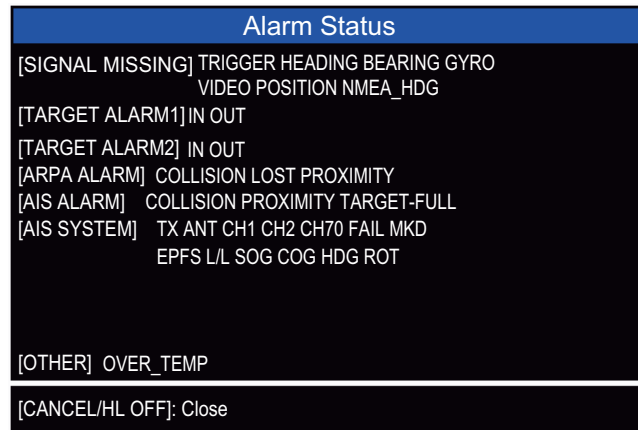 Alarm Status
[SIGNAL MISSING] TRIGGER HEADING BEARING GYRO
VIDEO POSITION NMEA_HDG
[TARGET ALARM1] IN OUT
[TARGET ALARM2] IN OUT
[ARPA ALARM] COLLISION LOST PROXIMITY
[AIS ALARM] COLLISION PROXIMITY TARGET-FULL
[AIS SYSTEM] TX ANT CH1 CH2 CH70 FAIL MKD
EPFS L/L SOG COG HDG ROT
[OTHER] OVER_TEMP
[CANCEL/HL OFF]: Close